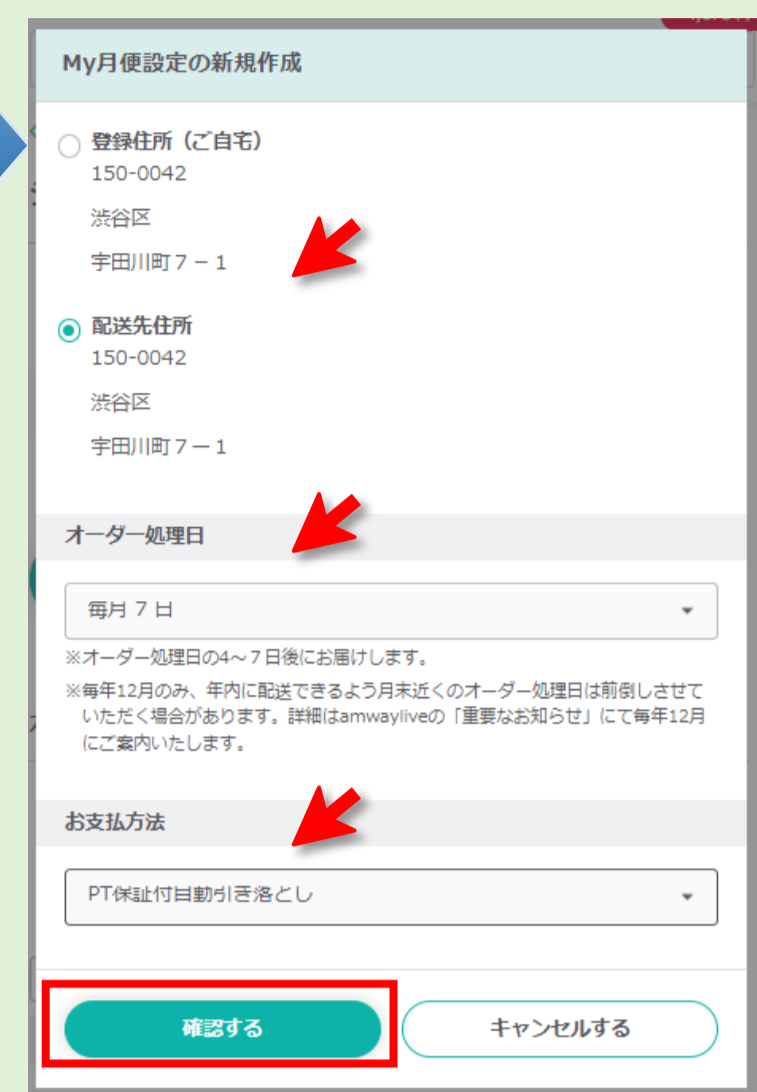 My月便設定の新規作成
登録住所（ご自宅）
150-0042
渋谷区
宇田川町７－１
配送先住所
150-0042
渋谷区
宇田川町７ー１
オーダー処理日
毎月７日
※オーダー処理日の4～７日後にお届けします。
※毎年12月のみ、年内に配送できるよう月末近くのオーダー処理日は前倒しさせて
いただく場合があります。詳細はamwayliveの「重要なお知らせ」にて毎年12月
にご案内いたします。
お支払方法
PT保証付自動引き落とし
確認する
キャンセルする